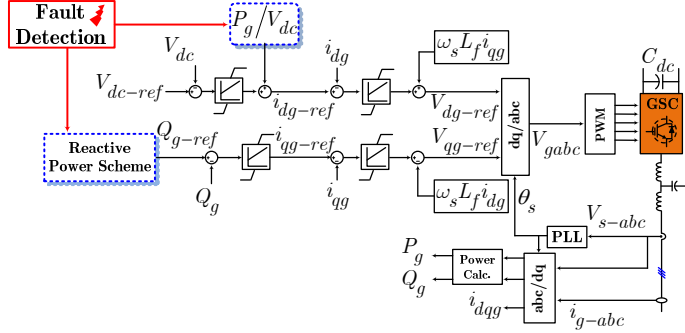 Fault
Detection
P_g/V_dc
V_dc
i_dg
ω_s L_f i_qg
C_dc
V_dc-ref
i_dg-ref
V_dg-ref
GSC
dq/abc
PWM
Reactive
Power Scheme
Q_g-ref
i_qg-ref
V_qg-ref
V_gabc
Q_g
i_qg
ω_s L_f i_dg
θ_s
V_s-abc
PLL
P_g
Q_g
Power
Calc.
abc/dq
i_dqg
i_g-abc